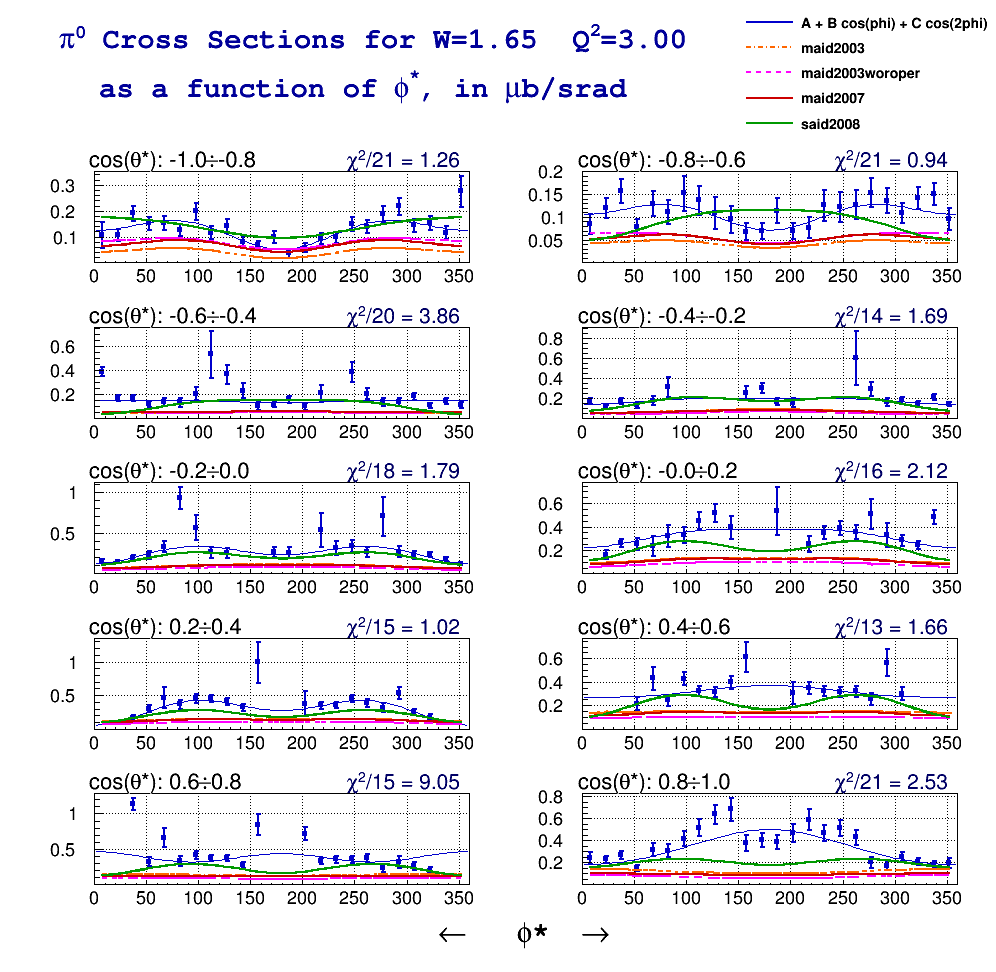 π⁰ Cross Sections for W=1.65 Q²=3.00
as a function of ϕ*, in μb/srad
A + B cos(phi) + C cos(2phi)
maid2003
maid2003woroper
maid2007
said2008
cos(θ*): -1.0÷-0.8 χ²/21 = 1.26
0.3
0.2
0.1
0 50 100 150 200 250 300 350
cos(θ*): -0.8÷-0.6 χ²/21 = 0.94
0.2
0.15
0.1
0.05
0 50 100 150 200 250 300 350
cos(θ*): -0.6÷-0.4 χ²/20 = 3.86
0.6
0.4
0.2
0 50 100 150 200 250 300 350
cos(θ*): -0.4÷-0.2 χ²/14 = 1.69
0.8
0.6
0.4
0.2
0 50 100 150 200 250 300 350
cos(θ*): -0.2÷0.0 χ²/18 = 1.79
1
0.5
0 50 100 150 200 250 300 350
cos(θ*): -0.0÷0.2 χ²/16 = 2.12
0.6
0.4
0.2
0 50 100 150 200 250 300 350
cos(θ*): 0.2÷0.4 χ²/15 = 1.02
1
0.5
0 50 100 150 200 250 300 350
cos(θ*): 0.4÷0.6 χ²/13 = 1.66
0.6
0.4
0.2
0 50 100 150 200 250 300 350
cos(θ*): 0.6÷0.8 χ²/15 = 9.05
1
0.5
0 50 100 150 200 250 300 350
cos(θ*): 0.8÷1.0 χ²/21 = 2.53
0.8
0.6
0.4
0.2
0 50 100 150 200 250 300 350
← ϕ* →